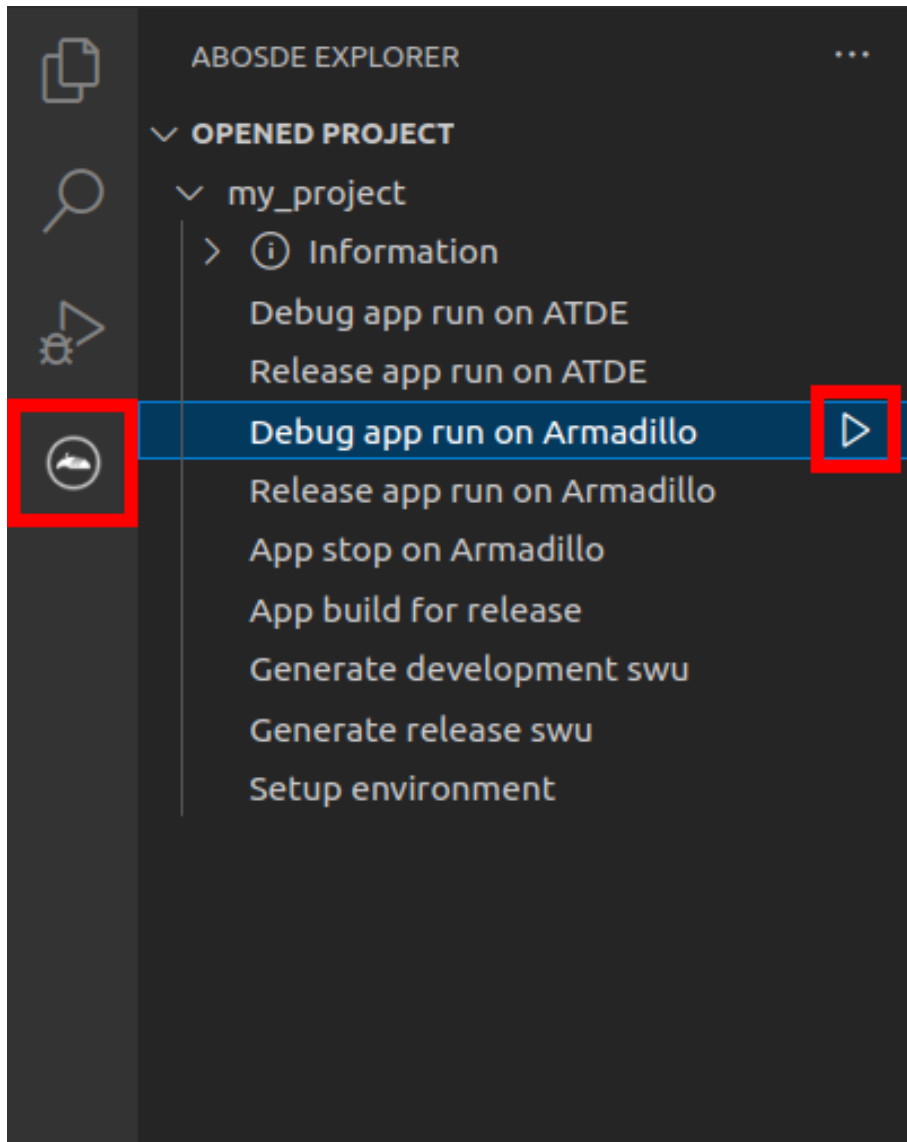 ABOSDE EXPLORER
OPENED PROJECT
my_project
Information
Debug app run on ATDE
Release app run on ATDE
Debug app run on Armadillo
Release app run on Armadillo
App stop on Armadillo
App build for release
Generate development swu
Generate release swu
Setup environment